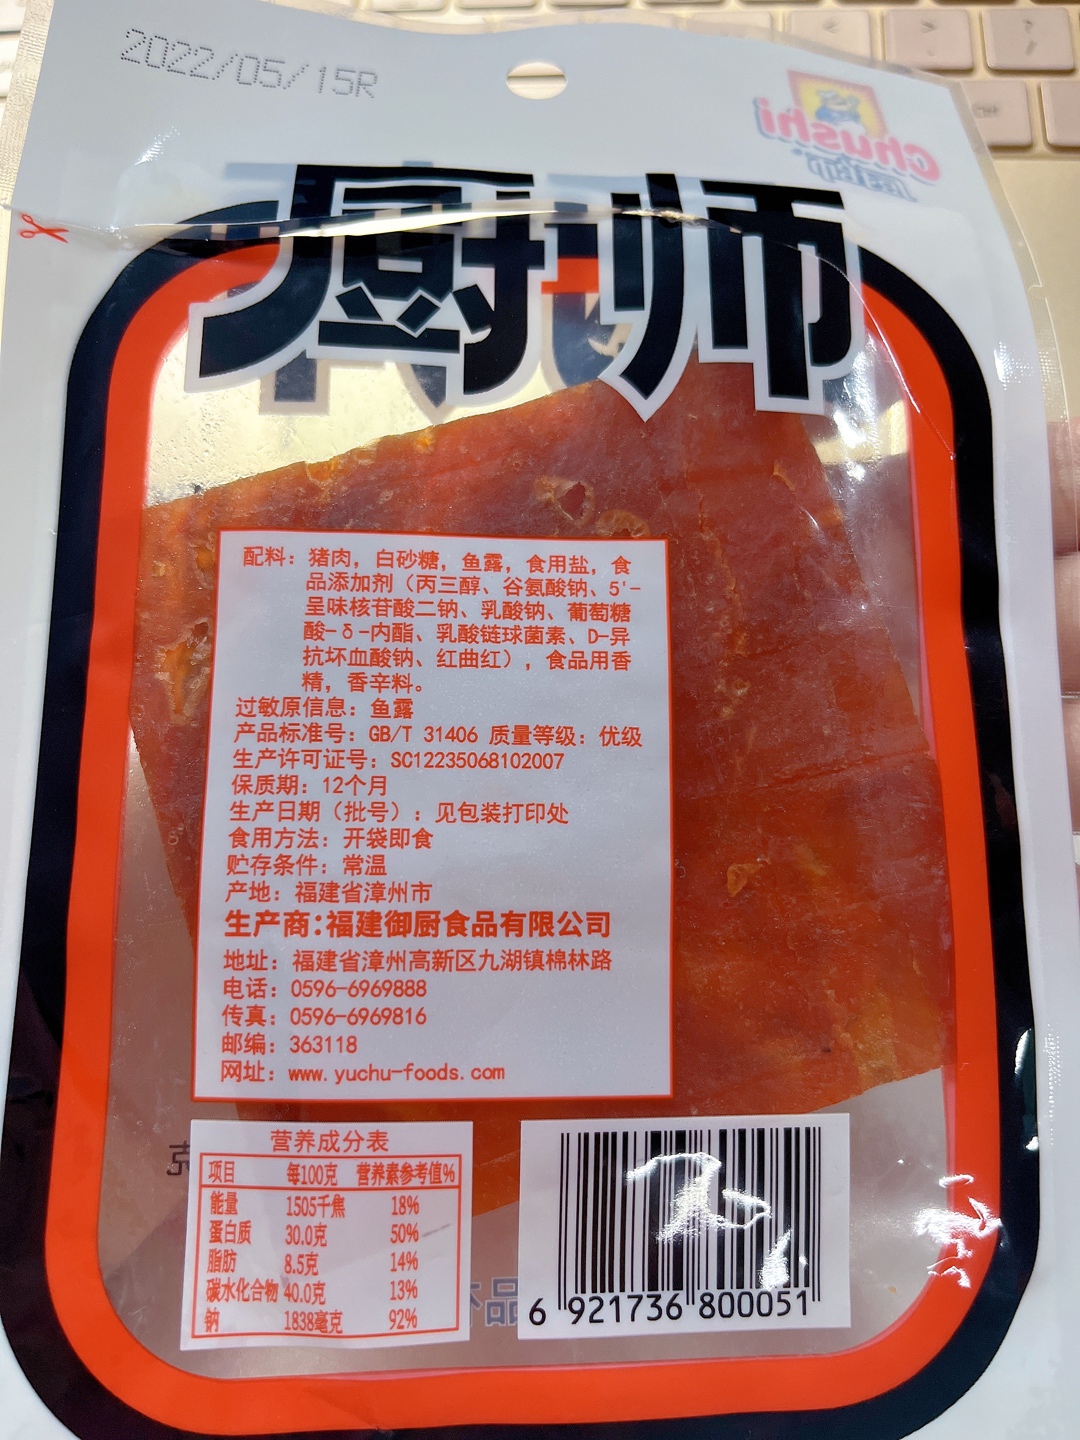 2022/05/15R
Chushi
厨师
配料：猪肉，白砂糖，鱼露，食用盐，食
品添加剂（丙三醇、谷氨酸钠、5'-
呈味核苷酸二钠、乳酸钠、葡萄糖
酸-δ-内酯、乳酸链球菌素、D-异
抗坏血酸钠、红曲红），食品用香
精，香辛料。
过敏原信息：鱼露
产品标准号：GB/T 31406 质量等级：优级
生产许可证号：SC12235068102007
保质期：12个月
生产日期（批号）：见包装打印处
食用方法：开袋即食
贮存条件：常温
产地：福建省漳州市
生产商：福建御厨食品有限公司
地址：福建省漳州高新区九湖镇棉林路
电话：0596-6969888
传真：0596-6969816
邮编：363118
网址：www.yuchu-foods.com
克
营养成分表
项目 每100克 营养素参考值%
能量 1505千焦 18%
蛋白质 30.0克 50%
脂肪 8.5克 14%
碳水化合物 40.0克 13%
钠 1838毫克 92%
品
6 921736 800051